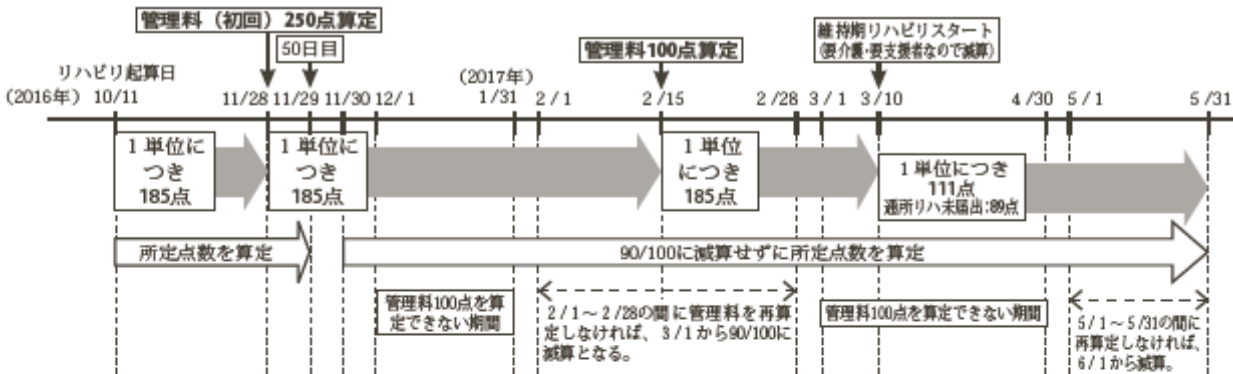 管理料（初回）250点算定
50日目
管理料100点算定
維持期リハビリスタート
（要介護・要支援者なので減算）
リハビリ起算日
（2016年） 10/11
11/28
11/29
11/30
12/1
（2017年）
1/31
2/1
2/15
2/28
3/1
3/10
4/30
5/1
5/31
1単位に
つき
185点
1単位に
つき
185点
1単位
につき
185点
1単位につき
111点
通所リハ未届出：89点
所定点数を算定
90/100に減算せずに所定点数を算定
管理料100点を算
定できない期間
2/1～2/28の間に管理料を再算
定しなければ、3/1から90/100に
減算となる。
管理料100点を算定できない期間
5/1～5/31の間に
再算定しなければ、
6/1から減算。